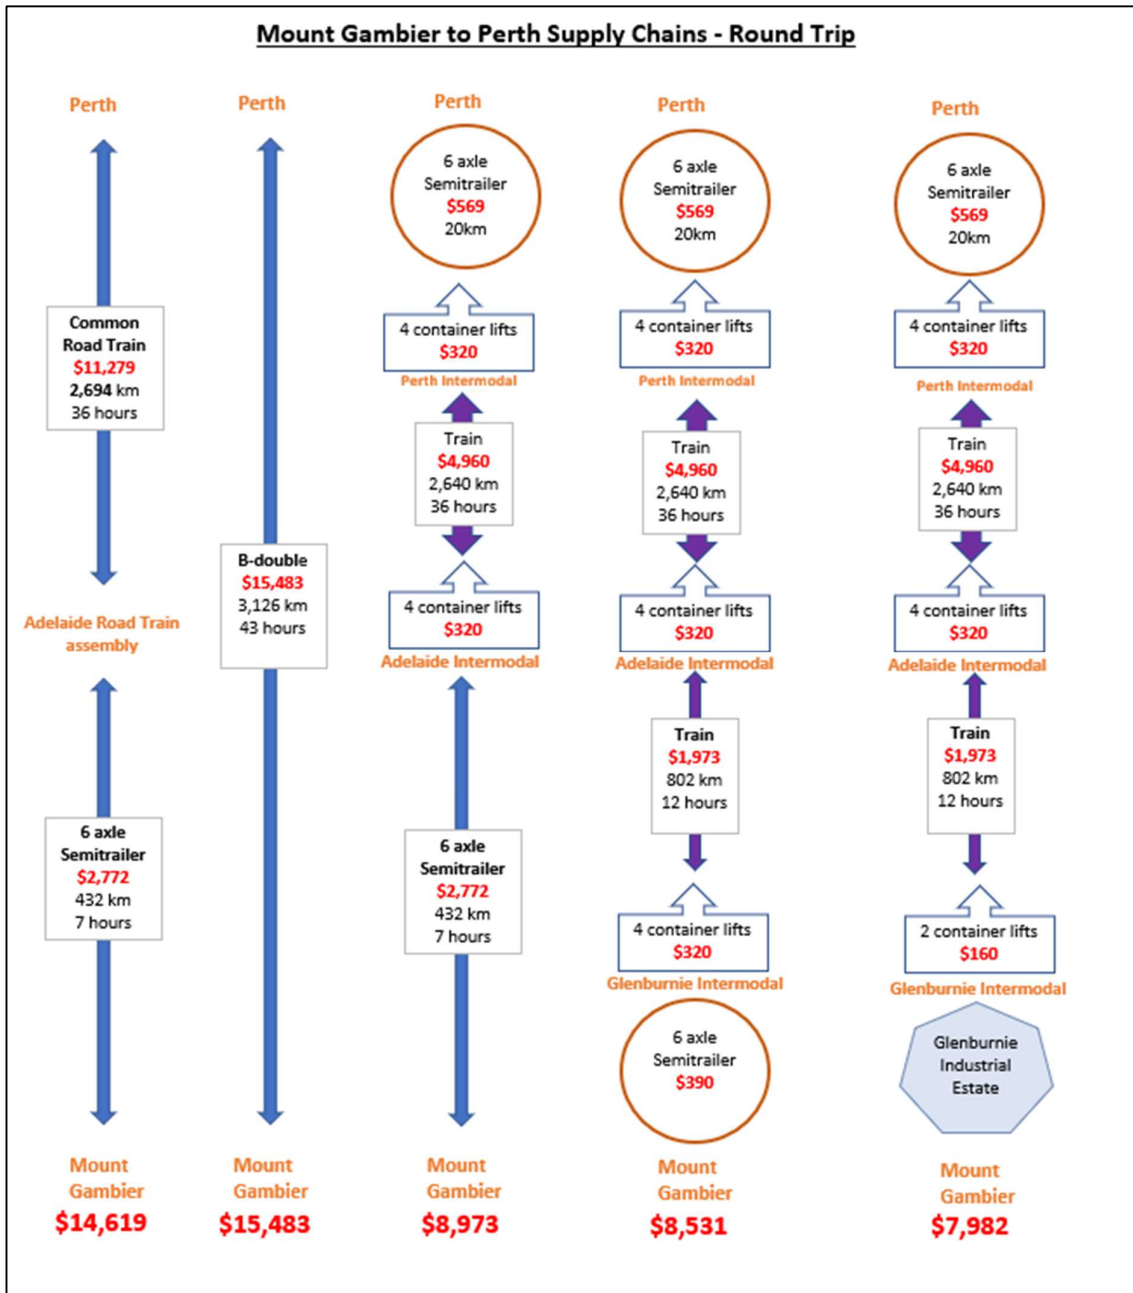 Mount Gambier to Perth Supply Chains - Round Trip
Perth
Common
Road Train
$11,279
2,694 km
36 hours
Adelaide Road Train
assembly
6 axle
Semitrailer
$2,772
432 km
7 hours
Mount
Gambier
$14,619
Perth
B-double
$15,483
3,126 km
43 hours
Mount
Gambier
$15,483
Perth
6 axle
Semitrailer
$569
20km
4 container lifts
$320
Perth Intermodal
Train
$4,960
2,640 km
36 hours
4 container lifts
$320
Adelaide Intermodal
6 axle
Semitrailer
$2,772
432 km
7 hours
Mount
Gambier
$8,973
Perth
6 axle
Semitrailer
$569
20km
4 container lifts
$320
Perth Intermodal
Train
$4,960
2,640 km
36 hours
4 container lifts
$320
Adelaide Intermodal
Train
$1,973
802 km
12 hours
4 container lifts
$320
Glenburnie Intermodal
6 axle
Semitrailer
$390
Mount
Gambier
$8,531
Perth
6 axle
Semitrailer
$569
20km
4 container lifts
$320
Perth Intermodal
Train
$4,960
2,640 km
36 hours
4 container lifts
$320
Adelaide Intermodal
Train
$1,973
802 km
12 hours
2 container lifts
$160
Glenburnie Intermodal
Glenburnie
Industrial
Estate
Mount
Gambier
$7,982